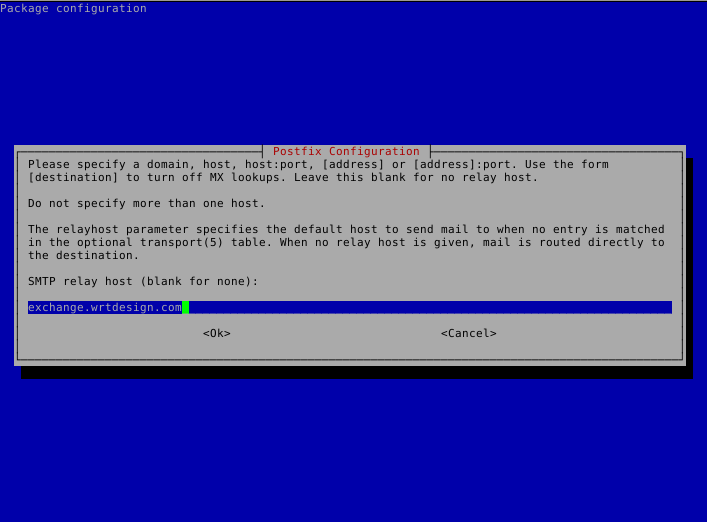 Package configuration
Postfix Configuration
Please specify a domain, host, host:port, [address] or [address]:port. Use the form
[destination] to turn off MX lookups. Leave this blank for no relay host.
Do not specify more than one host.
The relayhost parameter specifies the default host to send mail to when no entry is matched
in the optional transport(5) table. When no relay host is given, mail is routed directly to
the destination.
SMTP relay host (blank for none):
exchange.wrtdesign.com
<Ok> <Cancel>